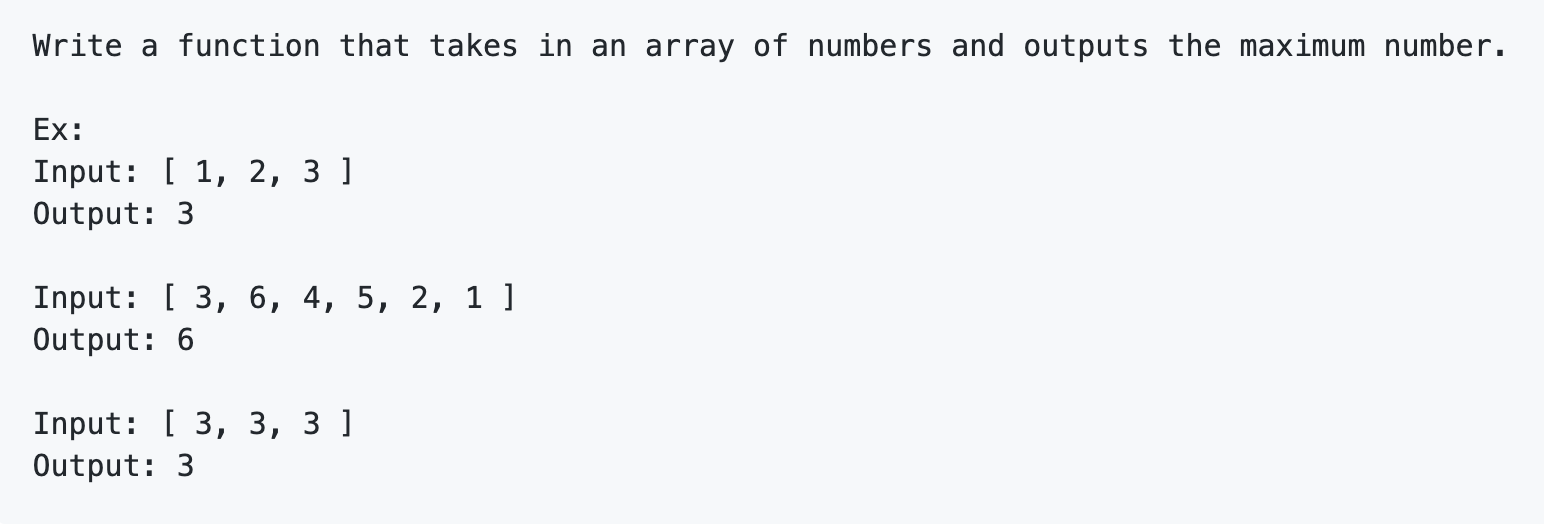 Write a function that takes in an array of numbers and outputs the maximum number.
Ex:
Input: [ 1, 2, 3 ]
Output: 3
Input: [ 3, 6, 4, 5, 2, 1 ]
Output: 6
Input: [ 3, 3, 3 ]
Output: 3